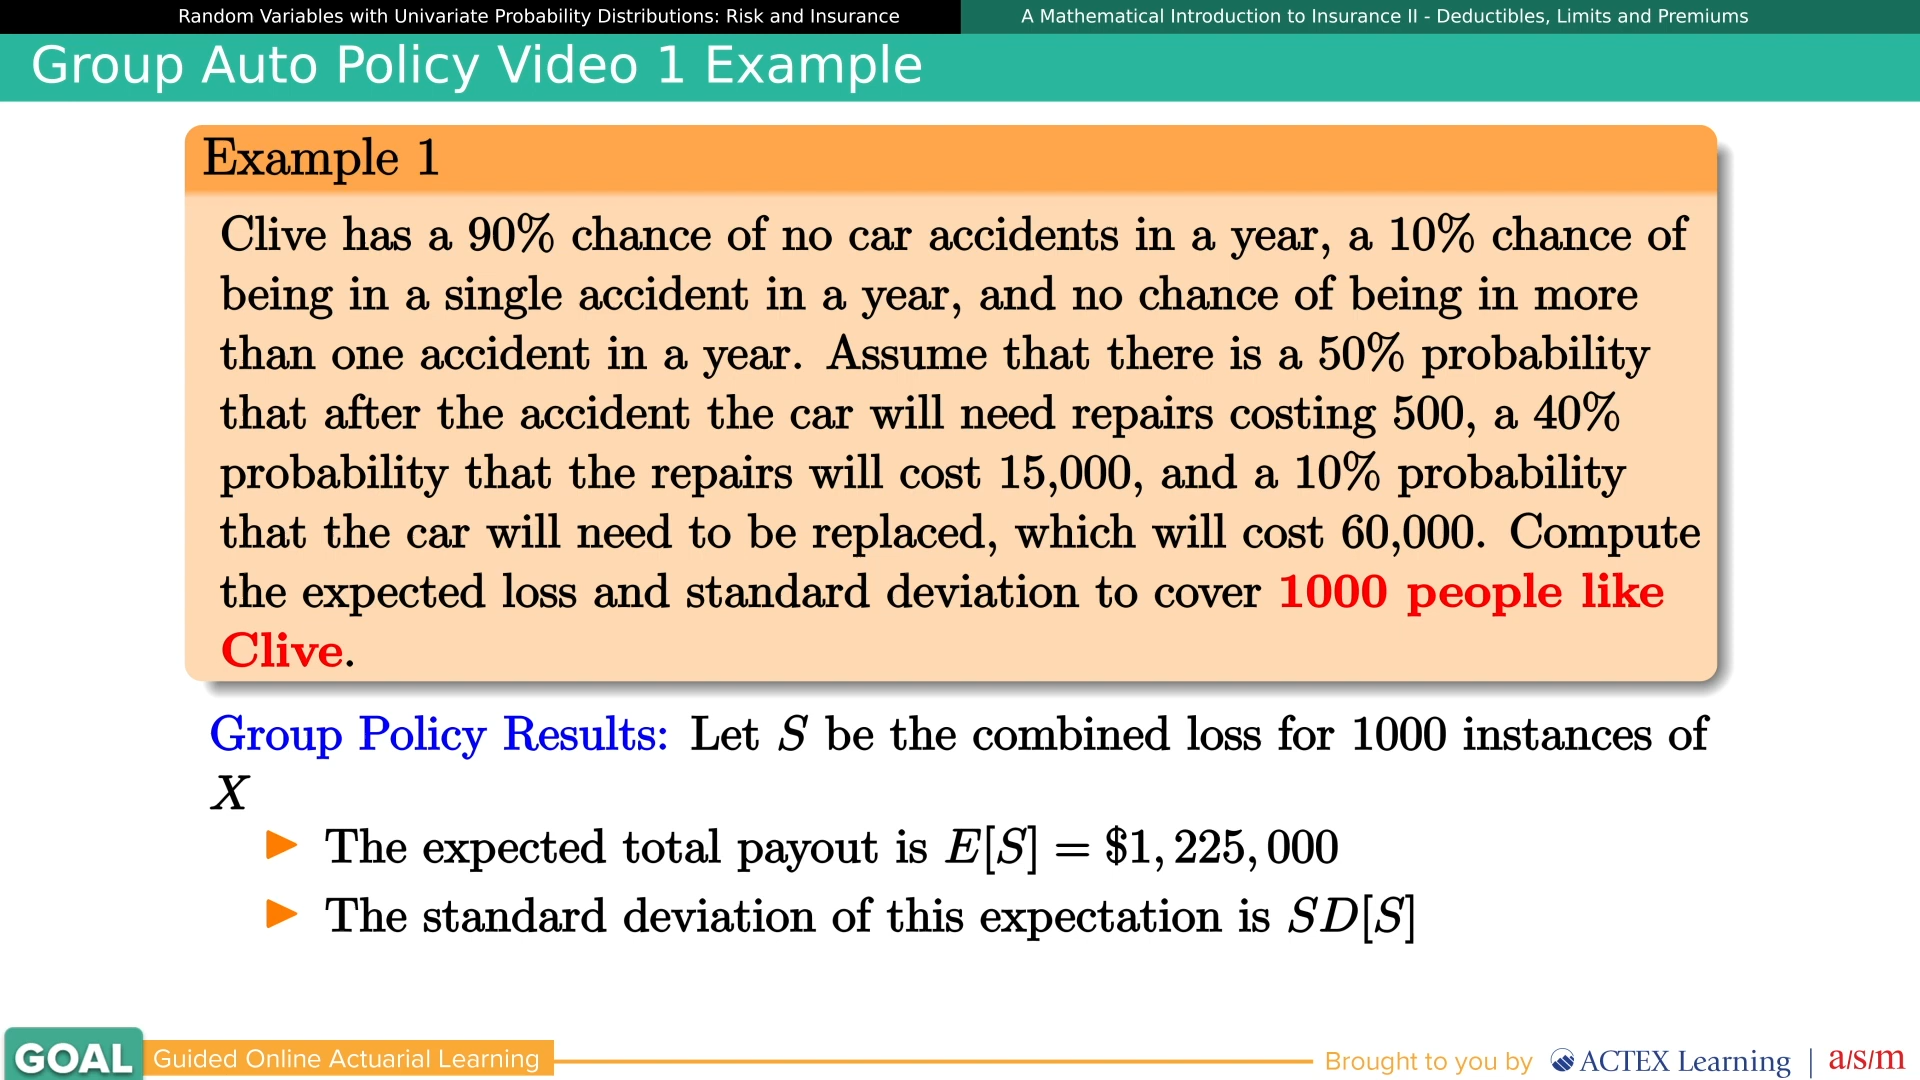 Random Variables with Univariate Probability Distributions: Risk and Insurance
A Mathematical Introduction to Insurance II - Deductibles, Limits and Premiums
Group Auto Policy Video 1 Example
Example 1
Clive has a 90% chance of no car accidents in a year, a 10% chance of
being in a single accident in a year, and no chance of being in more
than one accident in a year. Assume that there is a 50% probability
that after the accident the car will need repairs costing 500, a 40%
probability that the repairs will cost 15,000, and a 10% probability
that the car will need to be replaced, which will cost 60,000. Compute
the expected loss and standard deviation to cover 1000 people like
Clive.
Group Policy Results: Let S be the combined loss for 1000 instances of
X
► The expected total payout is E[S] = $1, 225, 000
► The standard deviation of this expectation is SD[S]
GOAL Guided Online Actuarial Learning
Brought to you by ACTEX Learning | a/s/m